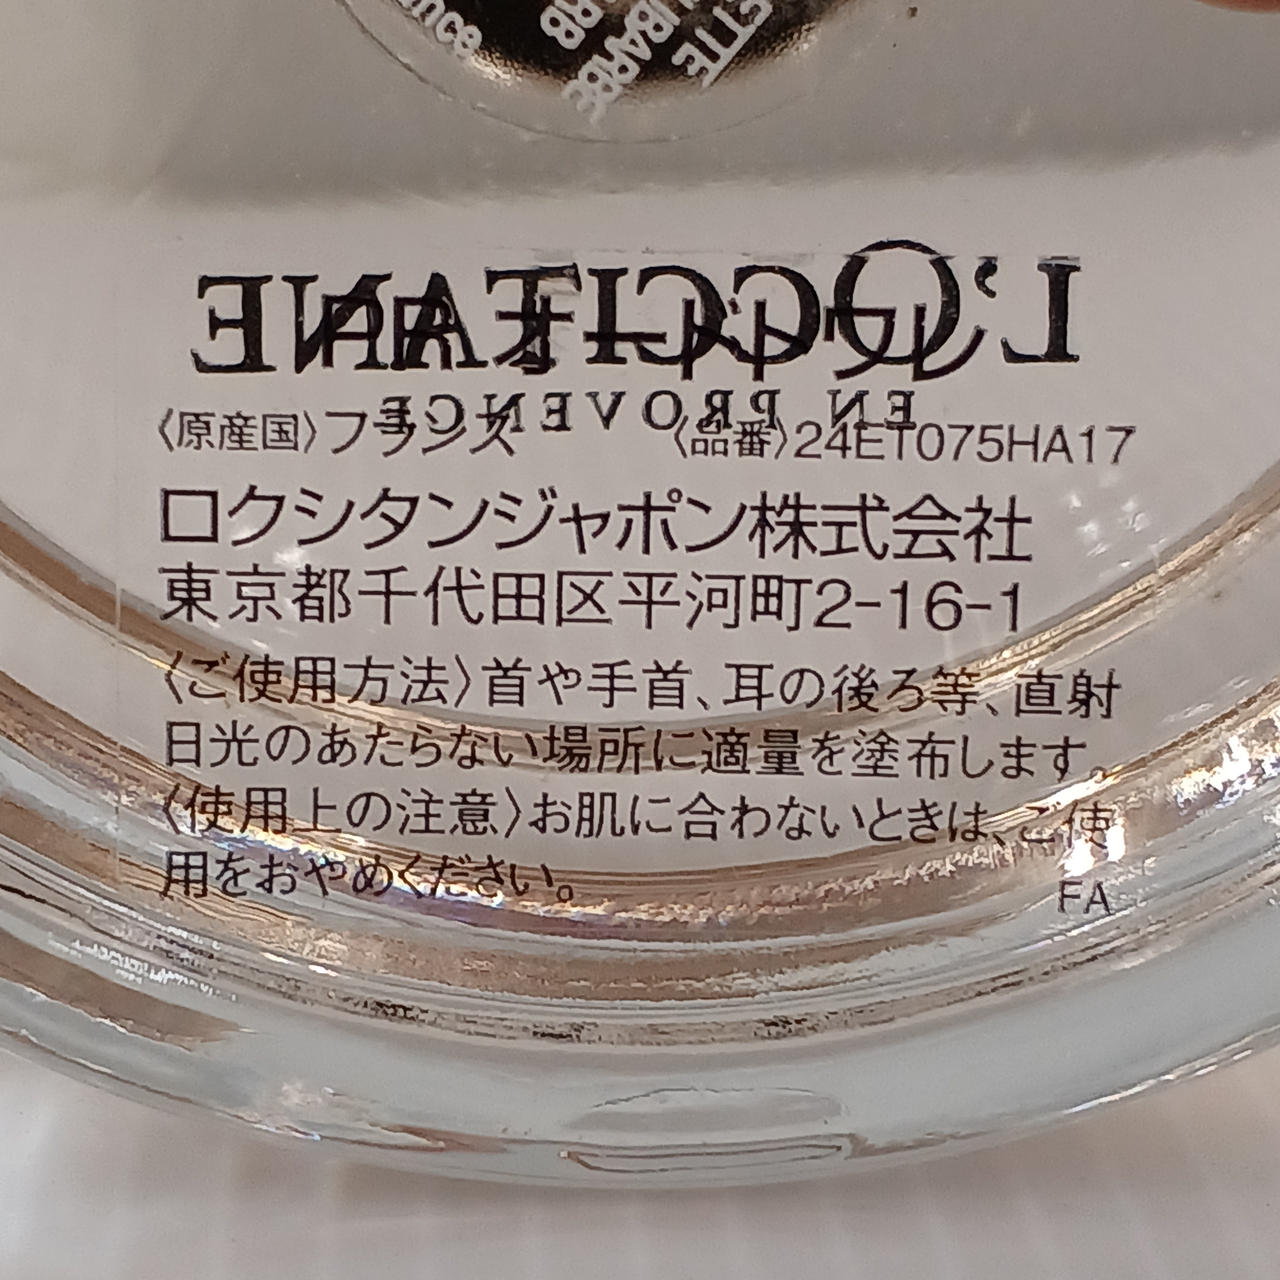 L'OCCITANE
EN PROVENCE
〈原産国〉フランス 〈品番〉24ET075HA17
ロクシタンジャポン株式会社
東京都千代田区平河町2-16-1
〈ご使用方法〉首や手首、耳の後ろ等、直射
日光のあたらない場所に適量を塗布します。
〈使用上の注意〉お肌に合わないときは、ご使
用をおやめください。
FA